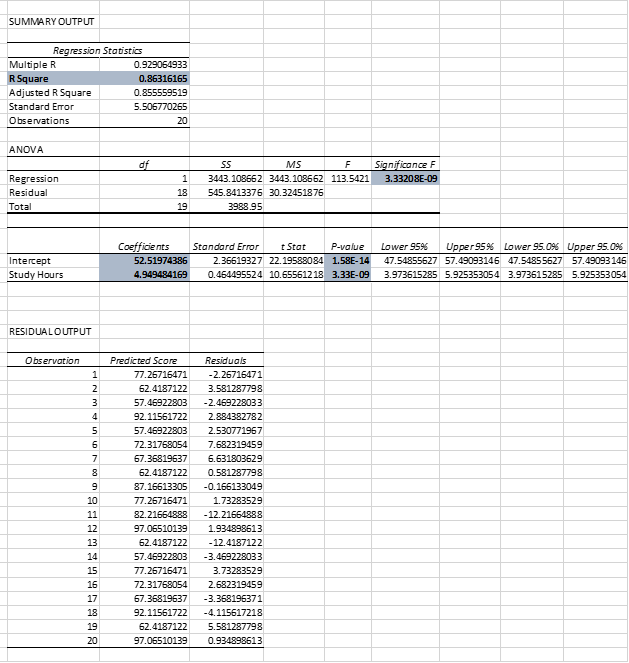 SUMMARY OUTPUT
Regression Statistics
Multiple R 0.929064933
R Square 0.86316165
Adjusted R Square 0.855559519
Standard Error 5.506770265
Observations 20
ANOVA
df SS MS F Significance F
Regression 1 3443.108662 3443.108662 113.5421 3.33208E-09
Residual 18 545.8413376 30.32451876
Total 19 3988.95
Coefficients Standard Error t Stat P-value Lower 95% Upper 95% Lower 95.0% Upper 95.0%
Intercept 52.51974386 2.36619327 22.19588084 1.58E-14 47.54855627 57.49093146 47.54855627 57.49093146
Study Hours 4.949484169 0.464495524 10.65561218 3.33E-09 3.973615285 5.925353054 3.973615285 5.925353054
RESIDUAL OUTPUT
Observation Predicted Score Residuals
1 77.26716471 -2.26716471
2 62.4187122 3.581287798
3 57.46922803 -2.469228033
4 92.11561722 2.884382782
5 57.46922803 2.530771967
6 72.31768054 7.682319459
7 67.36819637 6.631803629
8 62.4187122 0.581287798
9 87.16613305 -0.166133049
10 77.26716471 1.73283529
11 82.21664888 -12.21664888
12 97.06510139 1.934898613
13 62.4187122 -12.4187122
14 57.46922803 -3.469228033
15 77.26716471 3.73283529
16 72.31768054 2.682319459
17 67.36819637 -3.368196371
18 92.11561722 -4.115617218
19 62.4187122 5.581287798
20 97.06510139 0.934898613